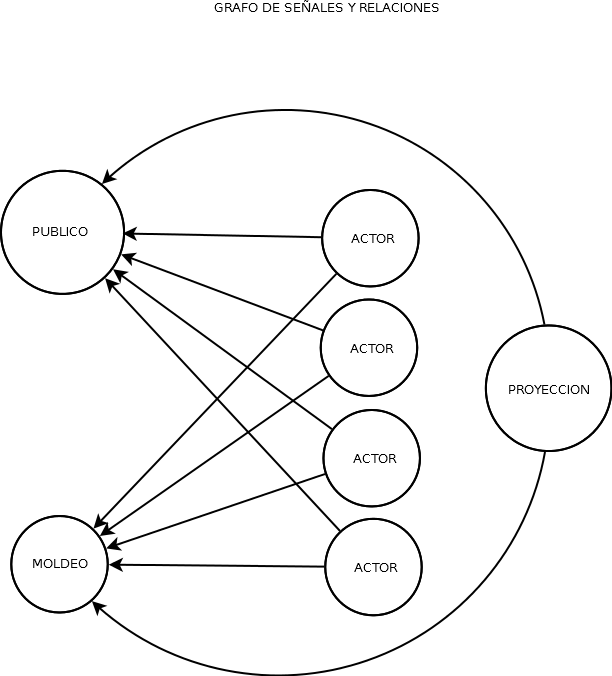 GRAFO DE SEÑALES Y RELACIONES
PUBLICO
ACTOR
ACTOR
PROYECCION
ACTOR
MOLDEO
ACTOR